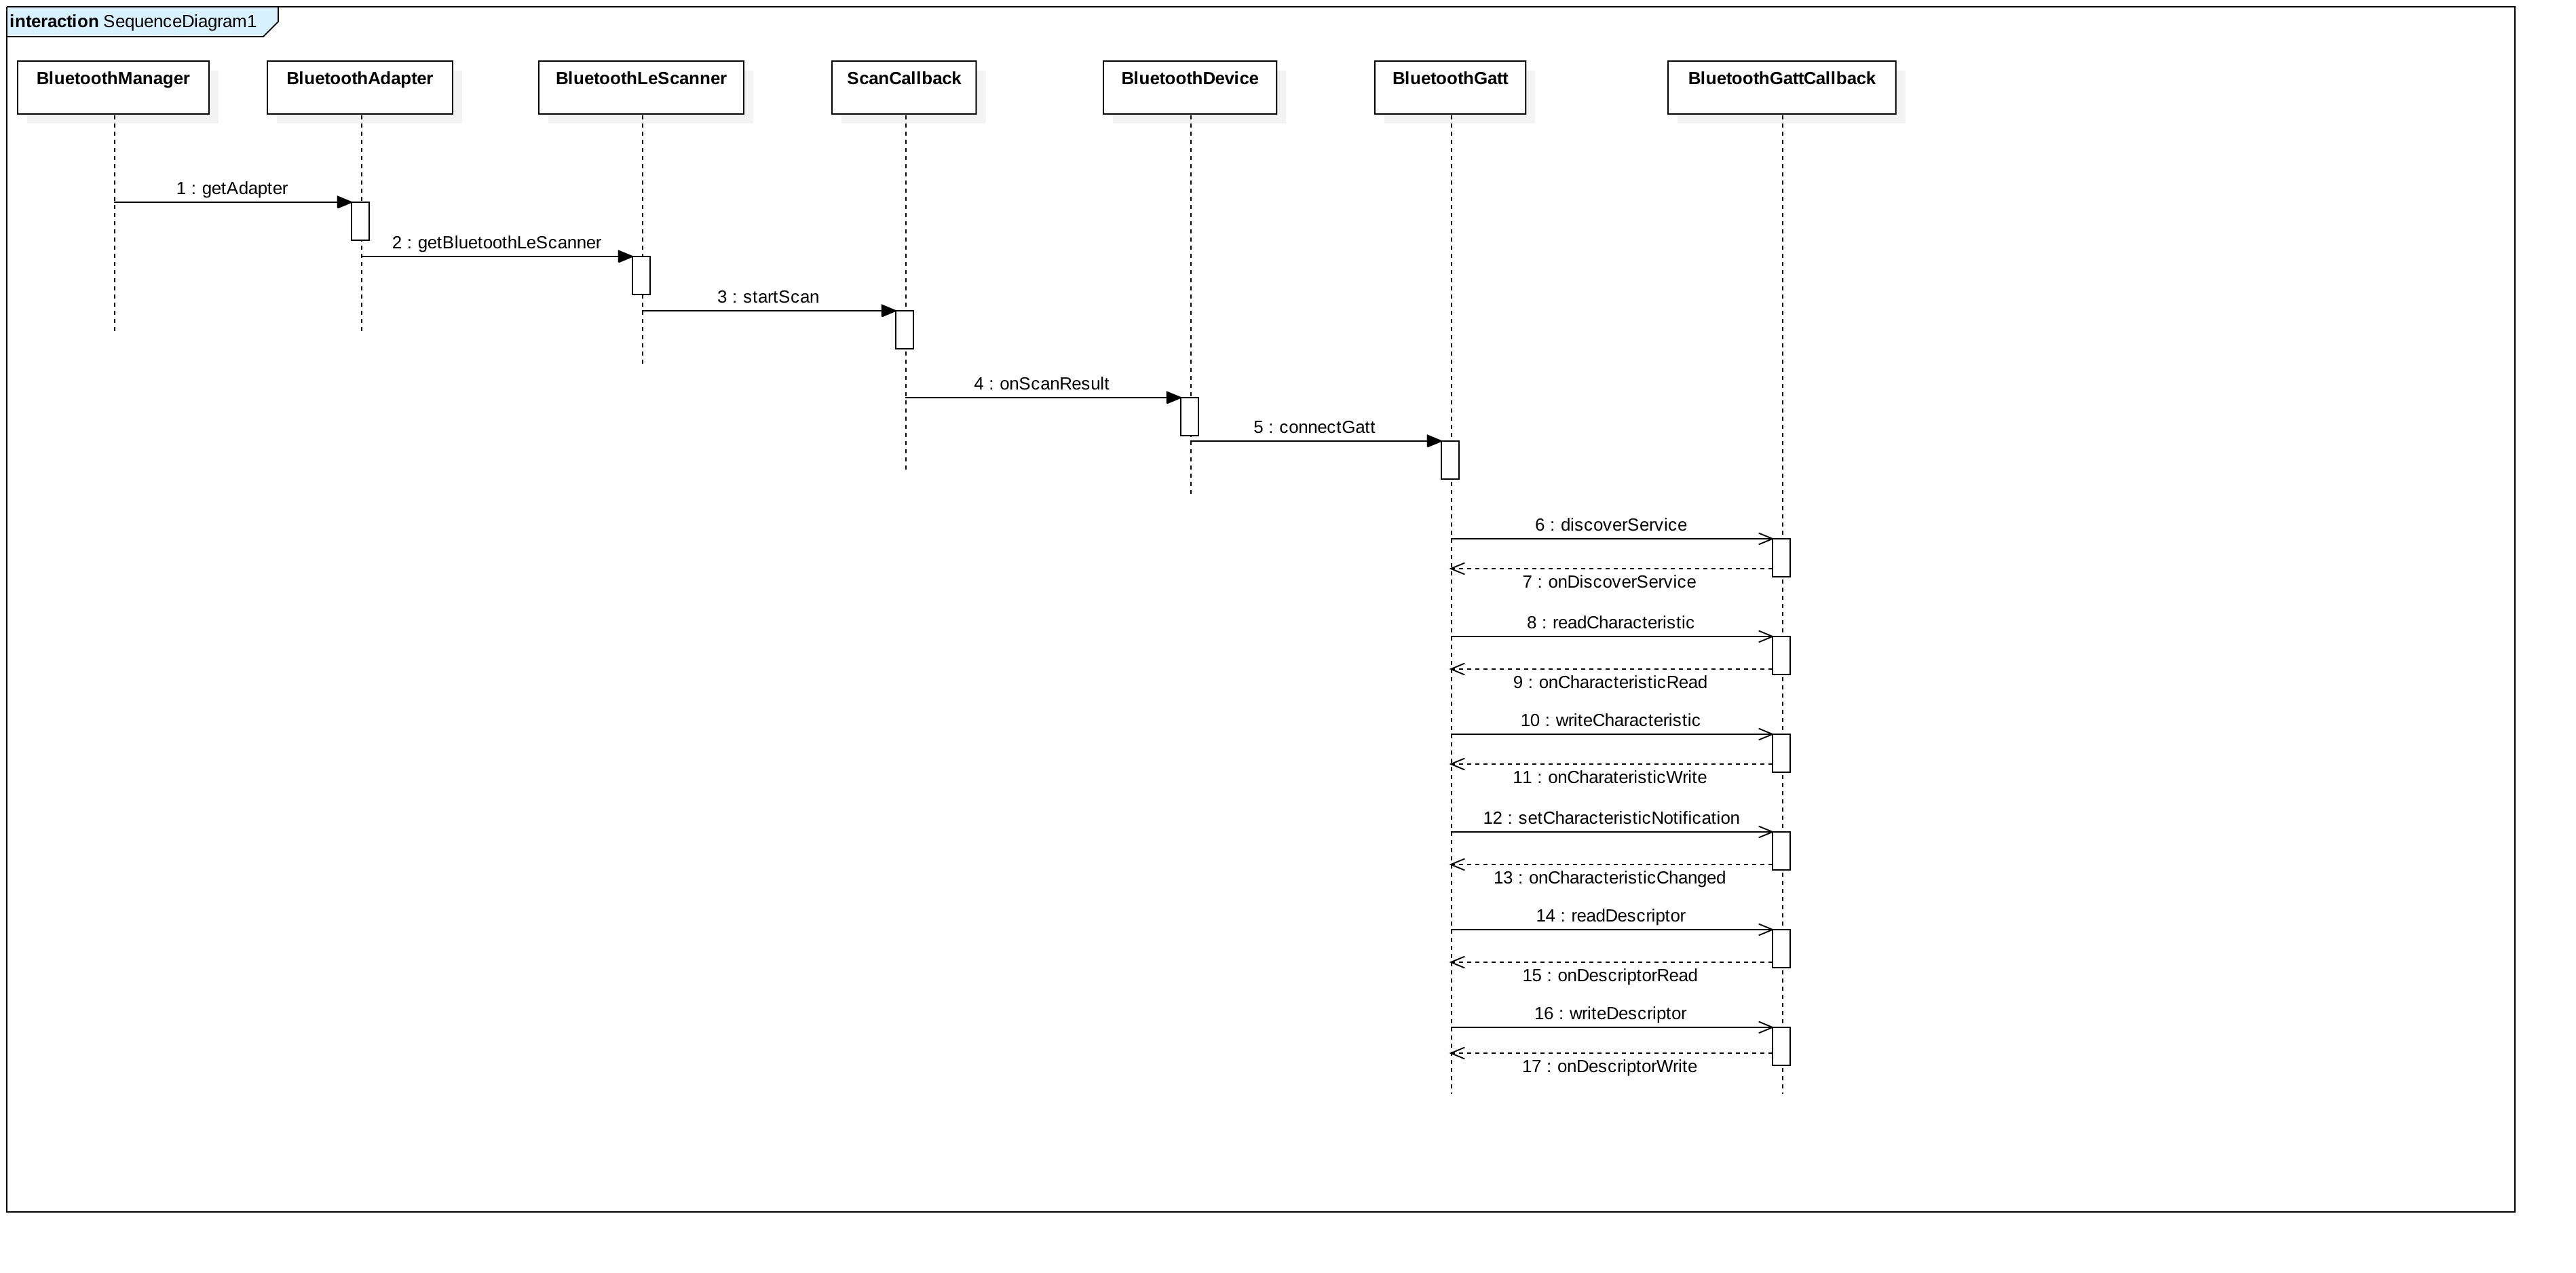 interaction SequenceDiagram1
BluetoothManager
BluetoothAdapter
BluetoothLeScanner
ScanCallback
BluetoothDevice
BluetoothGatt
BluetoothGattCallback
1 : getAdapter
2 : getBluetoothLeScanner
3 : startScan
4 : onScanResult
5 : connectGatt
6 : discoverService
7 : onDiscoverService
8 : readCharacteristic
9 : onCharacteristicRead
10 : writeCharacteristic
11 : onCharateristicWrite
12 : setCharacteristicNotification
13 : onCharacteristicChanged
14 : readDescriptor
15 : onDescriptorRead
16 : writeDescriptor
17 : onDescriptorWrite